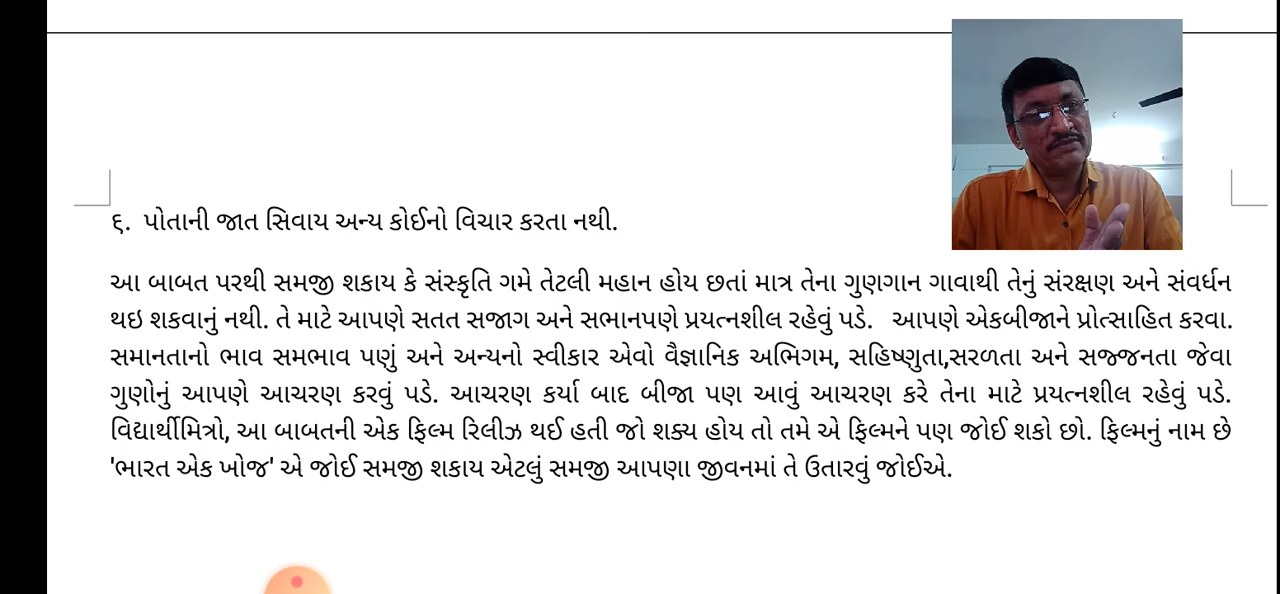 ૬. પોતાની જાત સિવાય અન્ય કોઈનો વિચાર કરતા નથી.
આ બાબત પરથી સમજી શકાય કે સંસ્કૃતિ ગમે તેટલી મહાન હોય છતાં માત્ર તેના ગુણગાન ગાવાથી તેનું સંરક્ષણ અને સંવર્ધન
થઇ શકવાનું નથી. તે માટે આપણે સતત સજાગ અને સભાનપણે પ્રયત્નશીલ રહેવું પડે. આપણે એકબીજાને પ્રોત્સાહિત કરવા.
સમાનતાનો ભાવ સમભાવ પણું અને અન્યનો સ્વીકાર એવો વૈજ્ઞાનિક અભિગમ, સહિષ્ણુતા,સરળતા અને સજ્જનતા જેવા
ગુણોનું આપણે આચરણ કરવું પડે. આચરણ કર્યા બાદ બીજા પણ આવું આચરણ કરે તેના માટે પ્રયત્નશીલ રહેવું પડે.
વિદ્યાર્થીમિત્રો, આ બાબતની એક ફિલ્મ રિલીઝ થઈ હતી જો શક્ય હોય તો તમે એ ફિલ્મને પણ જોઈ શકો છો. ફિલ્મનું નામ છે
'ભારત એક ખોજ' એ જોઈ સમજી શકાય એટલું સમજી આપણા જીવનમાં તે ઉતારવું જોઈએ.